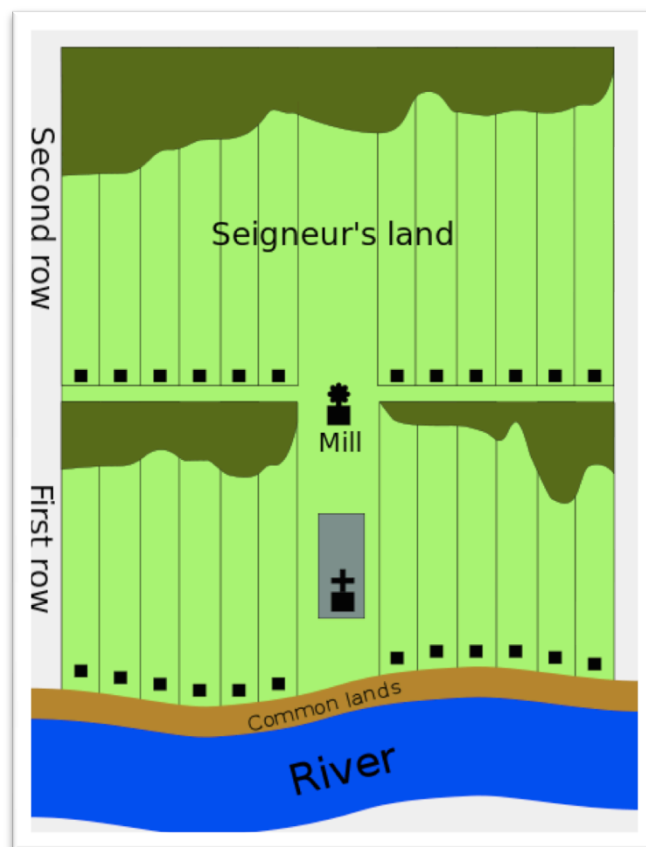 Second row
Seigneur's land
Mill
First row
Common lands
River